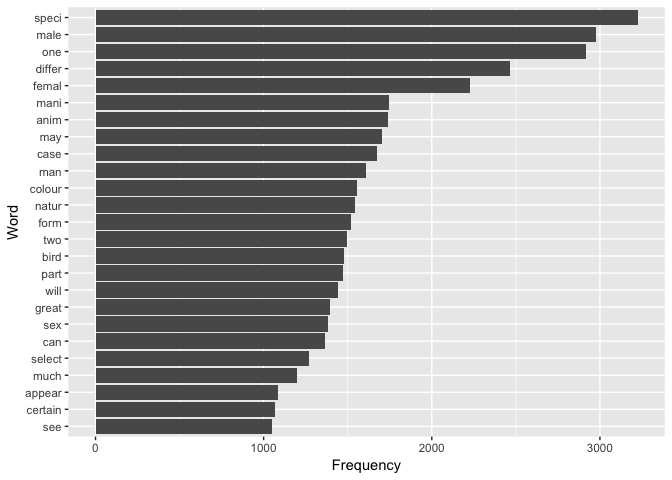 speci
male
one
differ
femal
mani
anim
may
case
man
colour
natur
form
two
bird
part
will
great
sex
can
select
much
appear
certain
see
Word
0 1000 2000 3000
Frequency